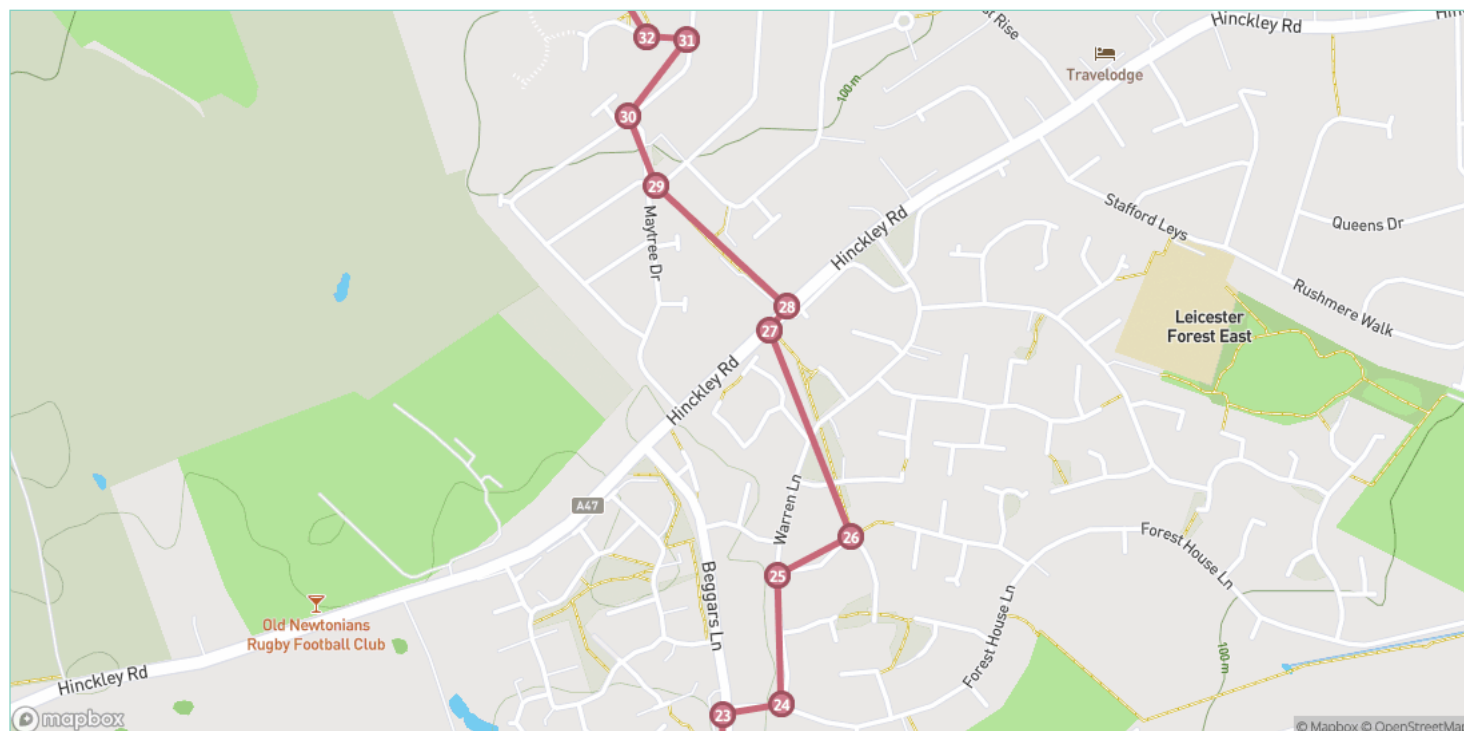 32
31
st Rise
Hinckley Rd
Travelodge
100 m
30
29
Maytree Dr
Hinckley Rd
Stafford Leys
Queens Dr
Rushmere Walk
Leicester
Forest East
28
27
Hinckley Rd
A47
Warren Ln
26
25
Forest House Ln
Beggars Ln
Forest House Ln
Old Newtonians
Rugby Football Club
Hinckley Rd
100 m
24
23
mapbox
© Mapbox © OpenStreetMap